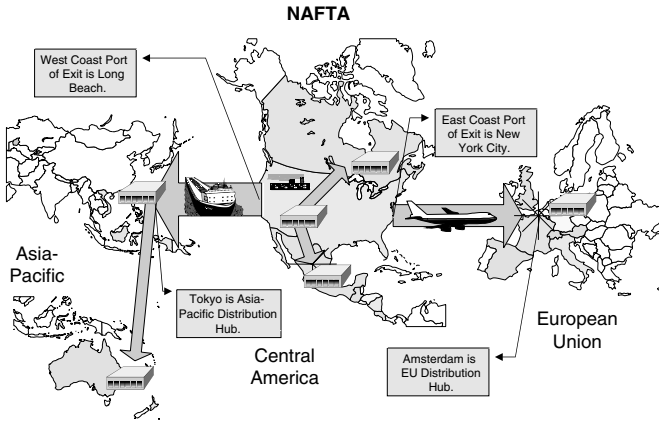 NAFTA
West Coast Port
of Exit is Long
Beach.
East Coast Port
of Exit is New
York City.
Asia-
Pacific
Tokyo is Asia-
Pacific Distribution
Hub.
Central
America
European
Union
Amsterdam is
EU Distribution
Hub.